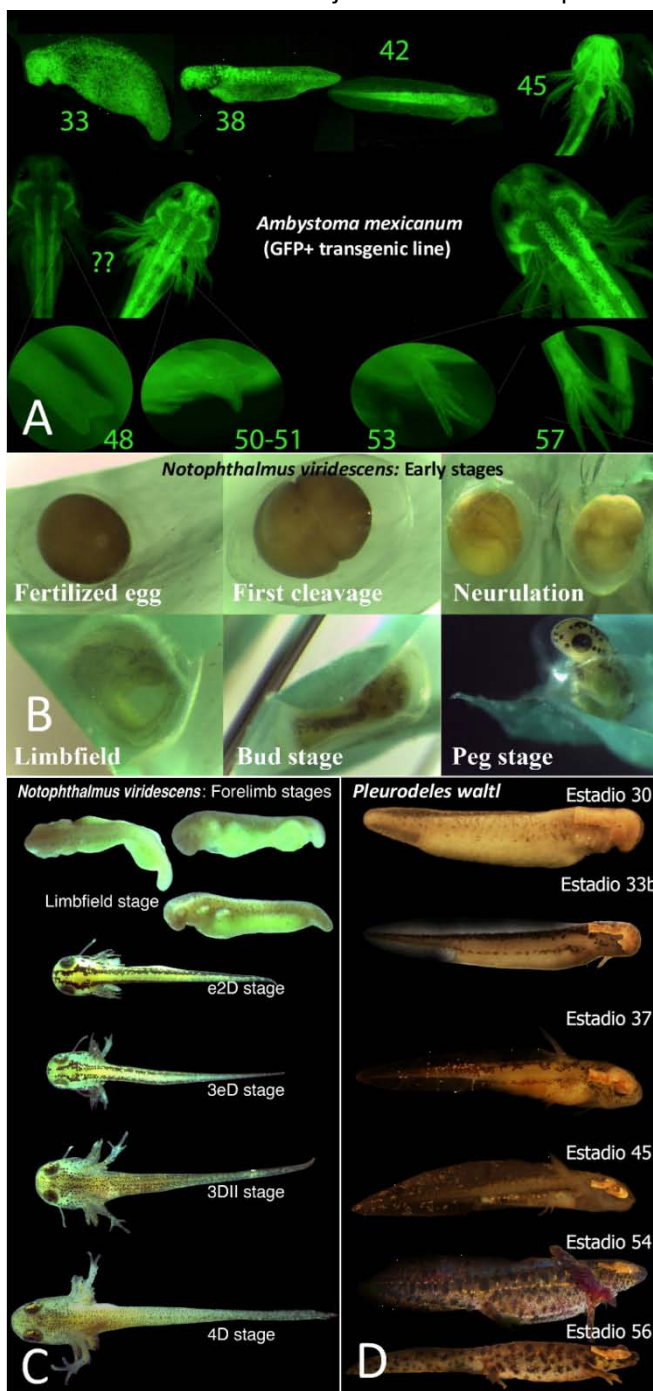 42
33
38
45
Ambystoma mexicanum
(GFP+ transgenic line)
??
A
48
50-51
53
57
Notophthalmus viridescens: Early stages
Fertilized egg
First cleavage
Neurulation
B
Limbfield
Bud stage
Peg stage
Notophthalmus viridescens: Forelimb stages
Limbfield stage
e2D stage
3eD stage
3DII stage
4D stage
C
Pleurodeles waltl
Estadio 30
Estadio 33b
Estadio 37
Estadio 45
Estadio 54
Estadio 56
D